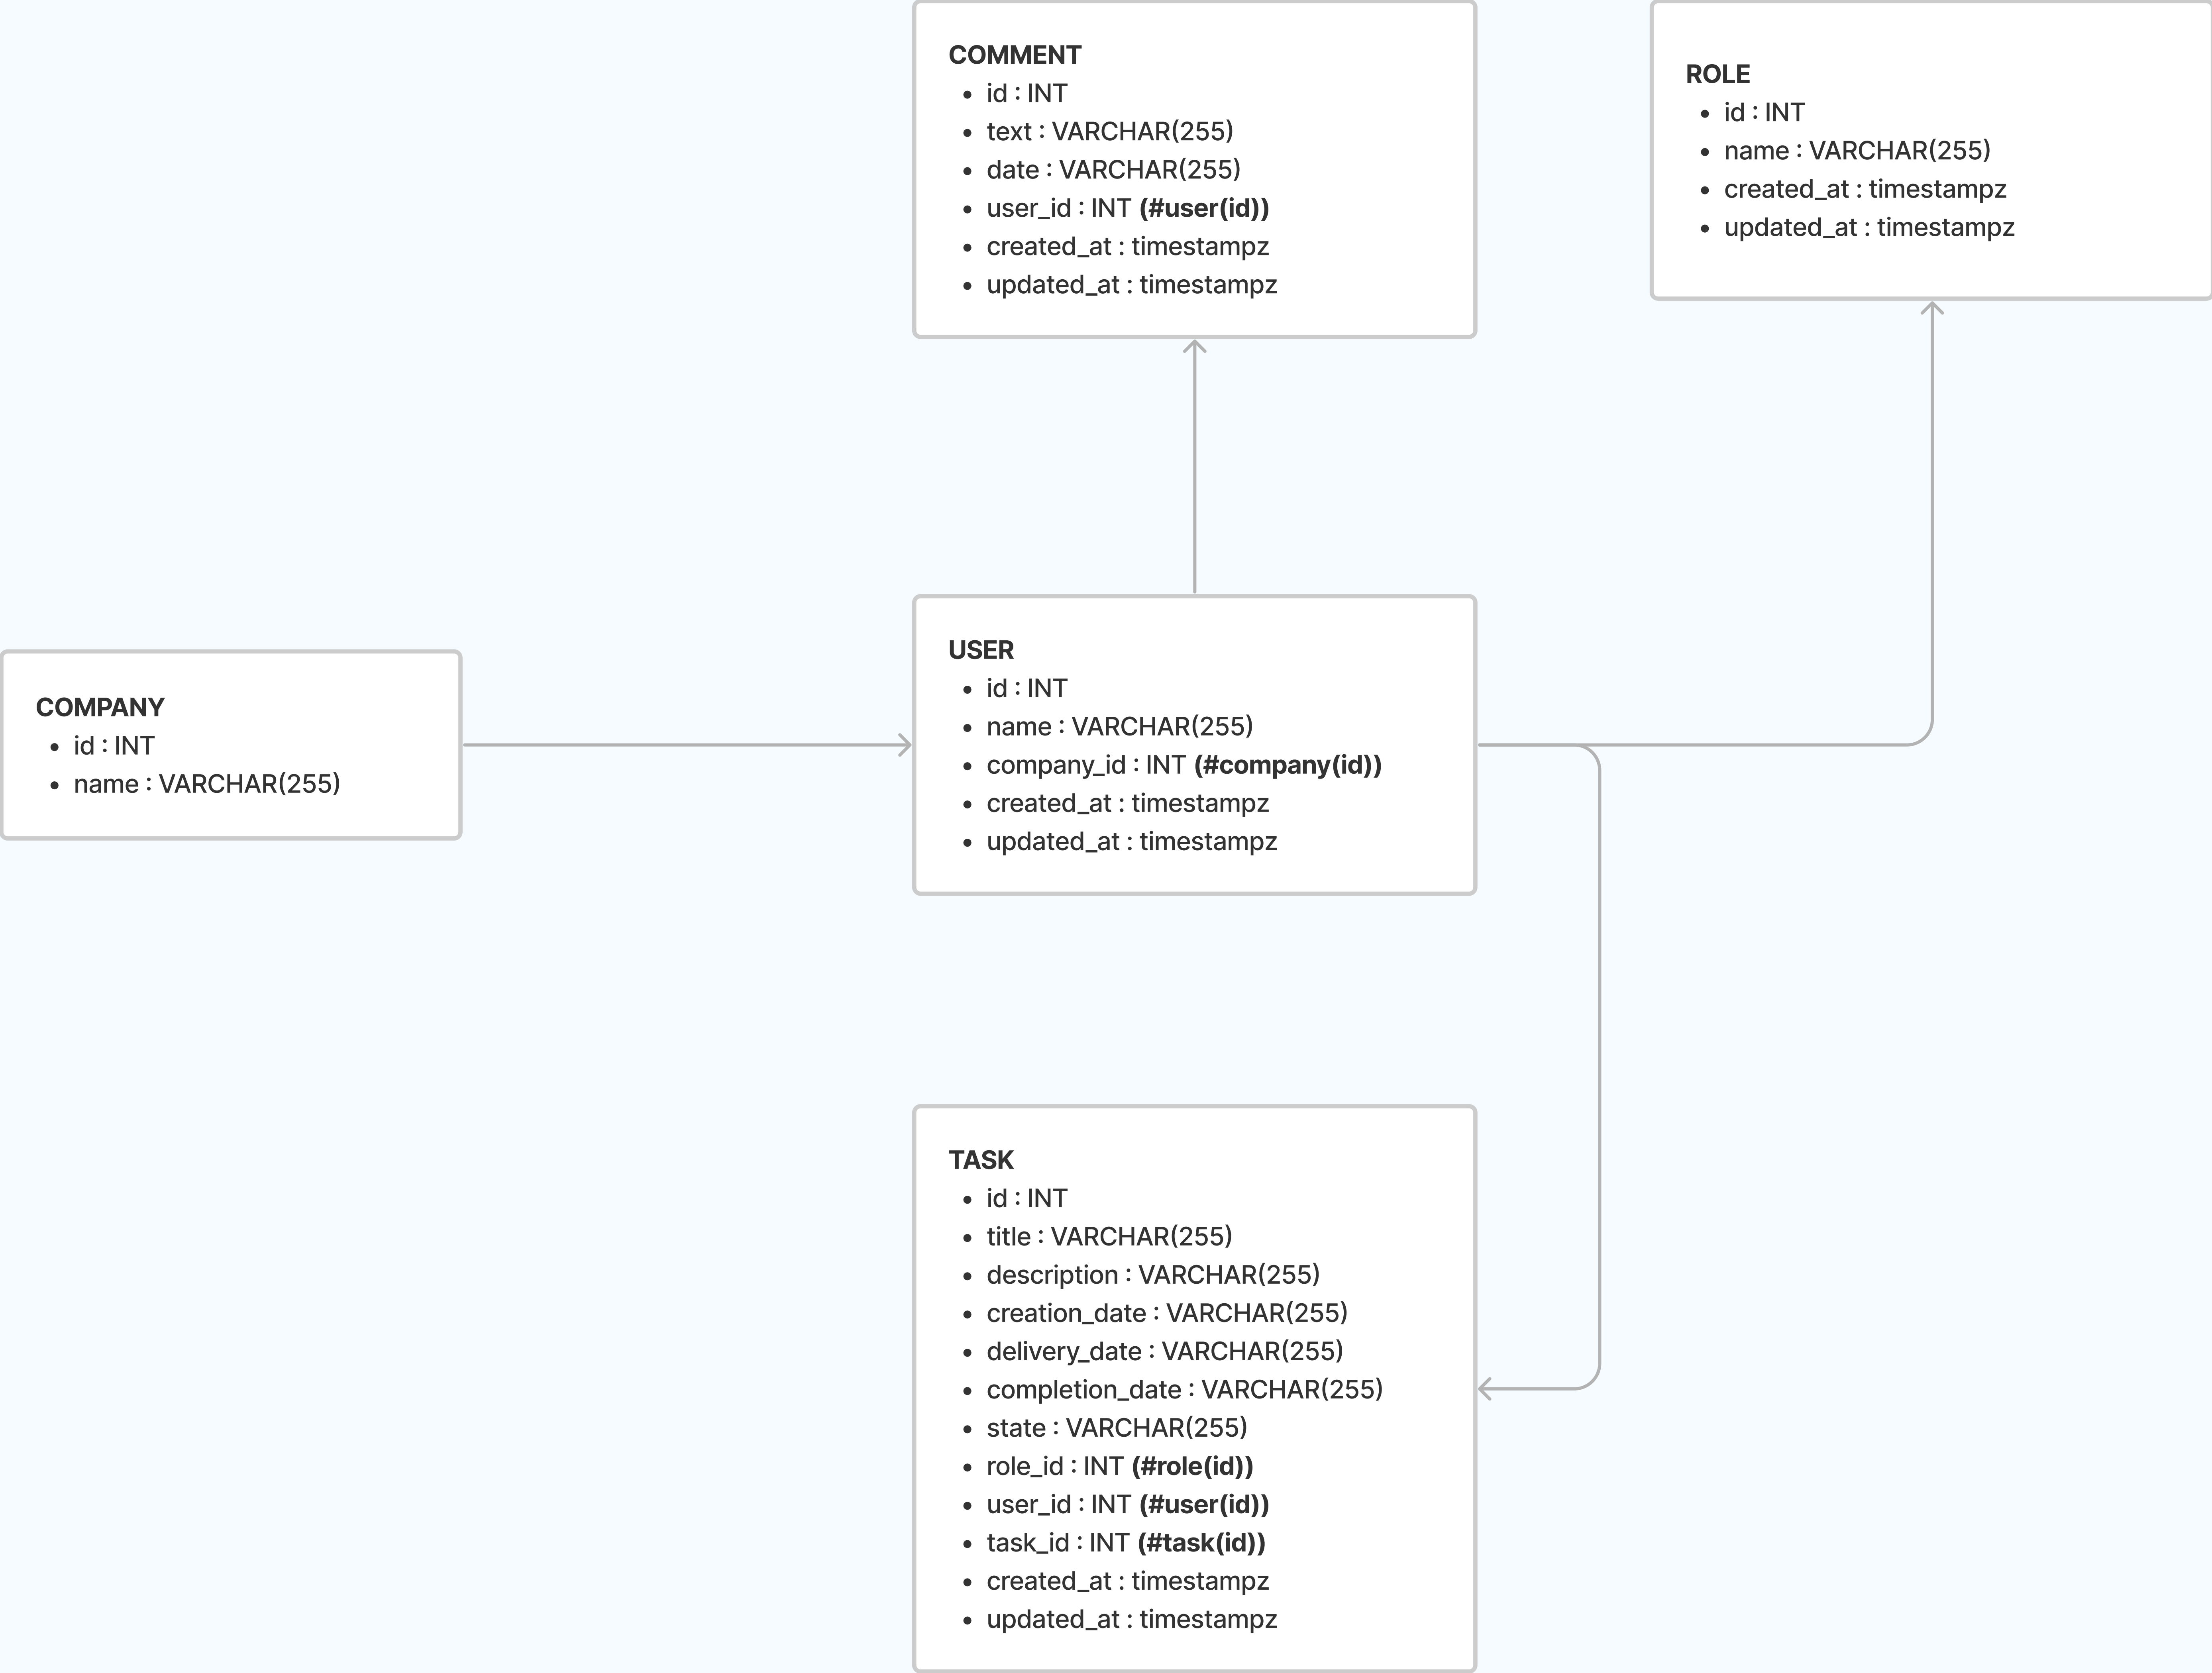 COMMENT
• id : INT
• text : VARCHAR(255)
• date : VARCHAR(255)
• user_id : INT (#user(id))
• created_at : timestampz
• updated_at : timestampz
ROLE
• id : INT
• name : VARCHAR(255)
• created_at : timestampz
• updated_at : timestampz
COMPANY
• id : INT
• name : VARCHAR(255)
USER
• id : INT
• name : VARCHAR(255)
• company_id : INT (#company(id))
• created_at : timestampz
• updated_at : timestampz
TASK
• id : INT
• title : VARCHAR(255)
• description : VARCHAR(255)
• creation_date : VARCHAR(255)
• delivery_date : VARCHAR(255)
• completion_date : VARCHAR(255)
• state : VARCHAR(255)
• role_id : INT (#role(id))
• user_id : INT (#user(id))
• task_id : INT (#task(id))
• created_at : timestampz
• updated_at : timestampz